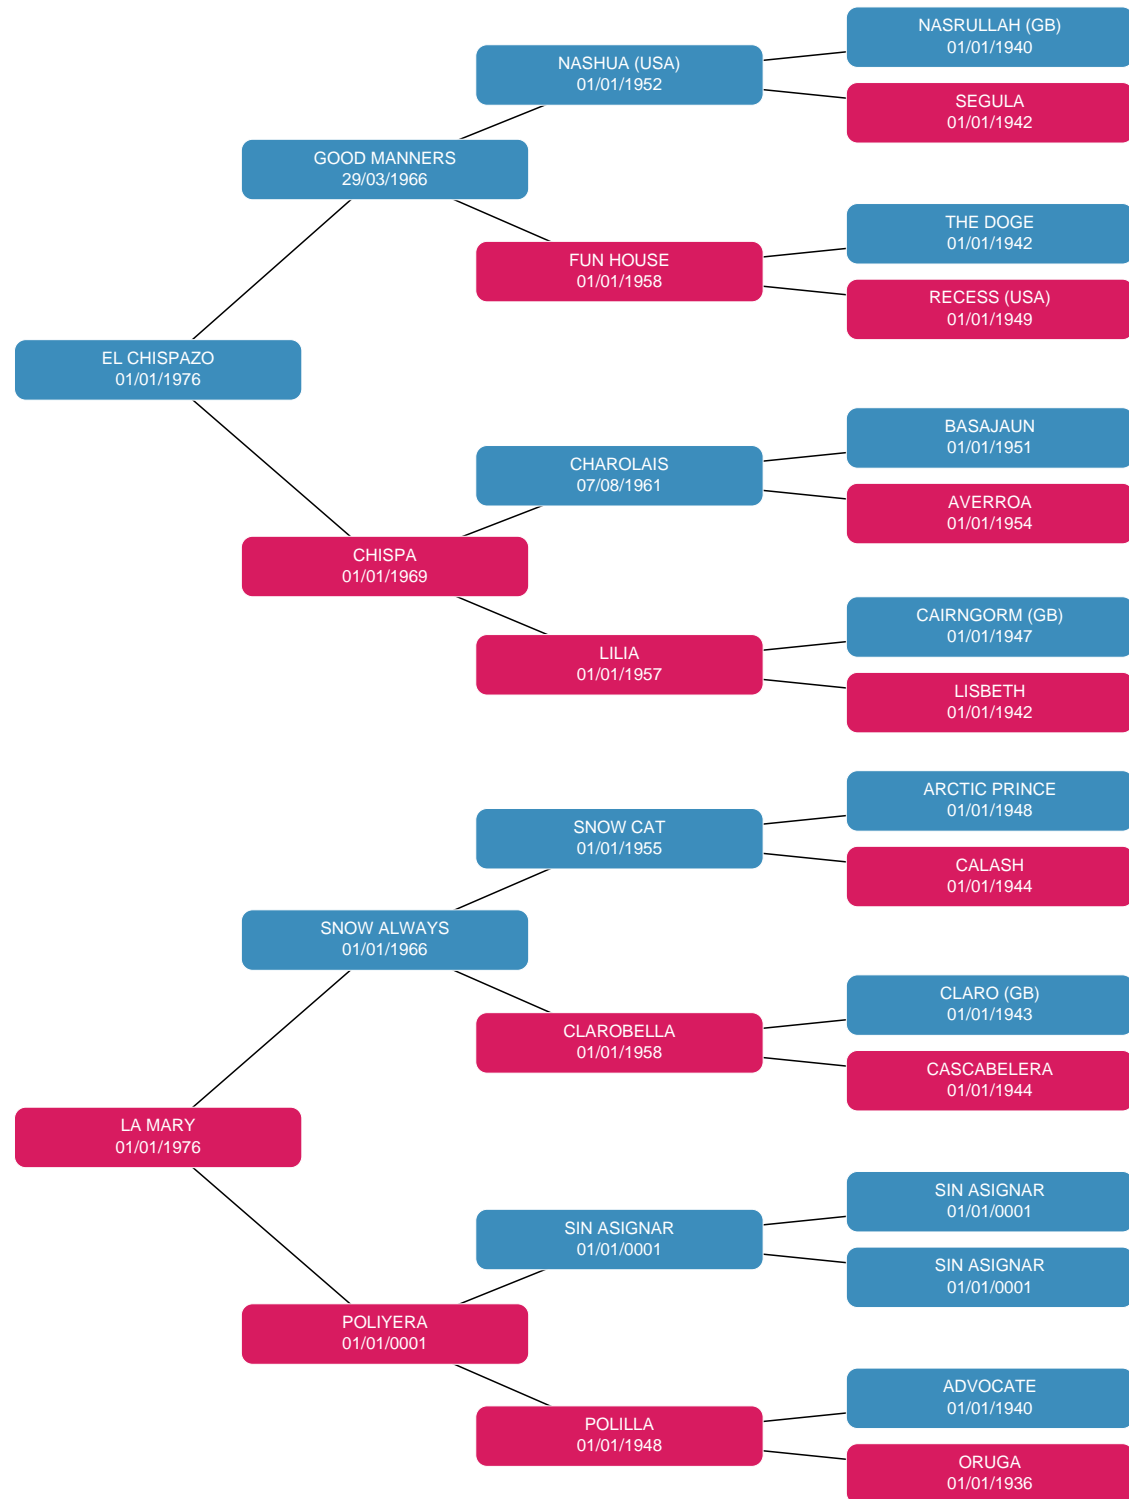 NASRULLAH (GB)
01/01/1940
NASHUA (USA)
01/01/1952
SEGULA
01/01/1942
GOOD MANNERS
29/03/1966
THE DOGE
01/01/1942
FUN HOUSE
01/01/1958
RECESS (USA)
01/01/1949
EL CHISPAZO
01/01/1976
BASAJAUN
01/01/1951
CHAROLAIS
07/08/1961
AVERROA
01/01/1954
CHISPA
01/01/1969
CAIRNGORM (GB)
01/01/1947
LILIA
01/01/1957
LISBETH
01/01/1942
ARCTIC PRINCE
01/01/1948
SNOW CAT
01/01/1955
CALASH
01/01/1944
SNOW ALWAYS
01/01/1966
CLARO (GB)
01/01/1943
CLAROBELLA
01/01/1958
CASCABELERA
01/01/1944
LA MARY
01/01/1976
SIN ASIGNAR
01/01/0001
SIN ASIGNAR
01/01/0001
SIN ASIGNAR
01/01/0001
POLIYERA
01/01/0001
ADVOCATE
01/01/1940
POLILLA
01/01/1948
ORUGA
01/01/1936